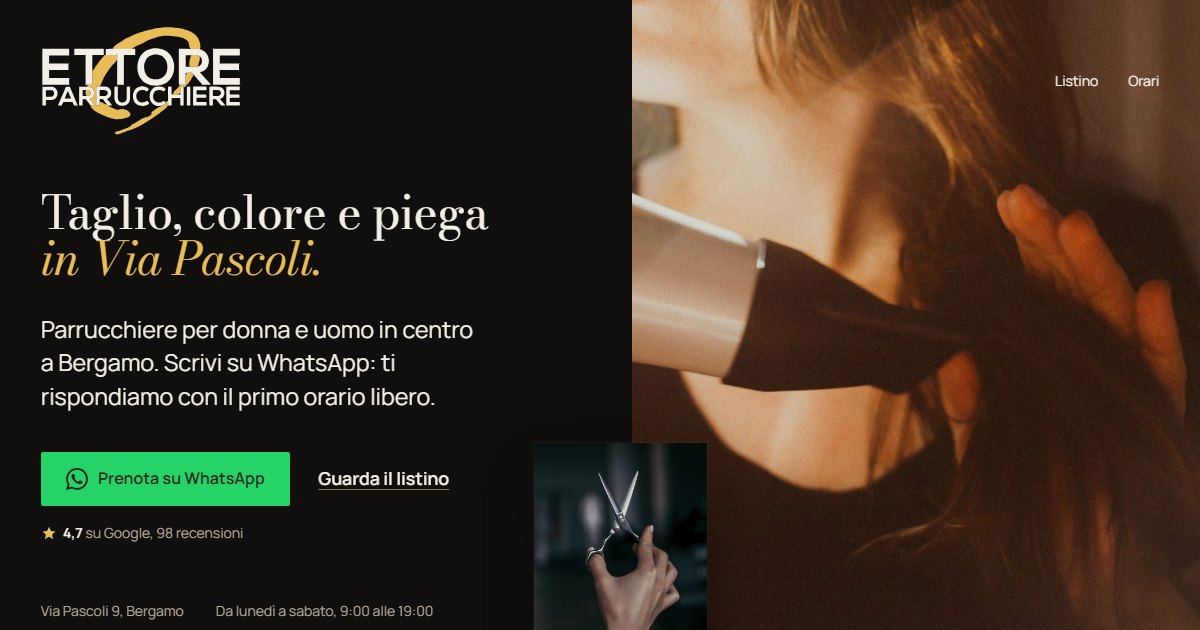 ETTORE
PARRUCCHIERE
Listino
Orari
Taglio, colore e piega
in Via Pascoli.
Parrucchiere per donna e uomo in centro
a Bergamo. Scrivi su WhatsApp: ti
rispondiamo con il primo orario libero.
Prenota su WhatsApp
Guarda il listino
4,7 su Google, 98 recensioni
Via Pascoli 9, Bergamo
Da lunedì a sabato, 9:00 alle 19:00